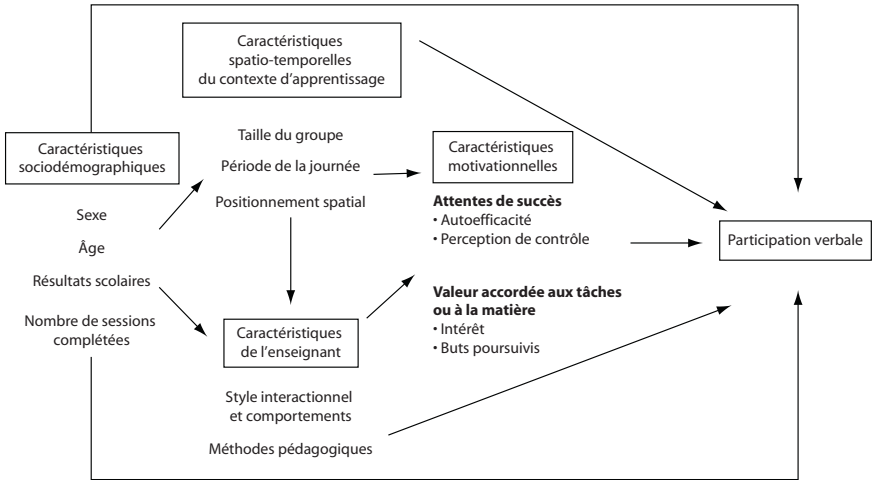 Caractéristiques
spatio-temporelles
du contexte d'apprentissage
Caractéristiques
sociodémographiques
Sexe
Âge
Résultats scolaires
Nombre de sessions
complétées
Taille du groupe
Période de la journée
Positionnement spatial
Caractéristiques
de l'enseignant
Style interactionnel
et comportements
Méthodes pédagogiques
Caractéristiques
motivationnelles
Attentes de succès
• Autoefficacité
• Perception de contrôle
Valeur accordée aux tâches
ou à la matière
• Intérêt
• Buts poursuivis
Participation verbale